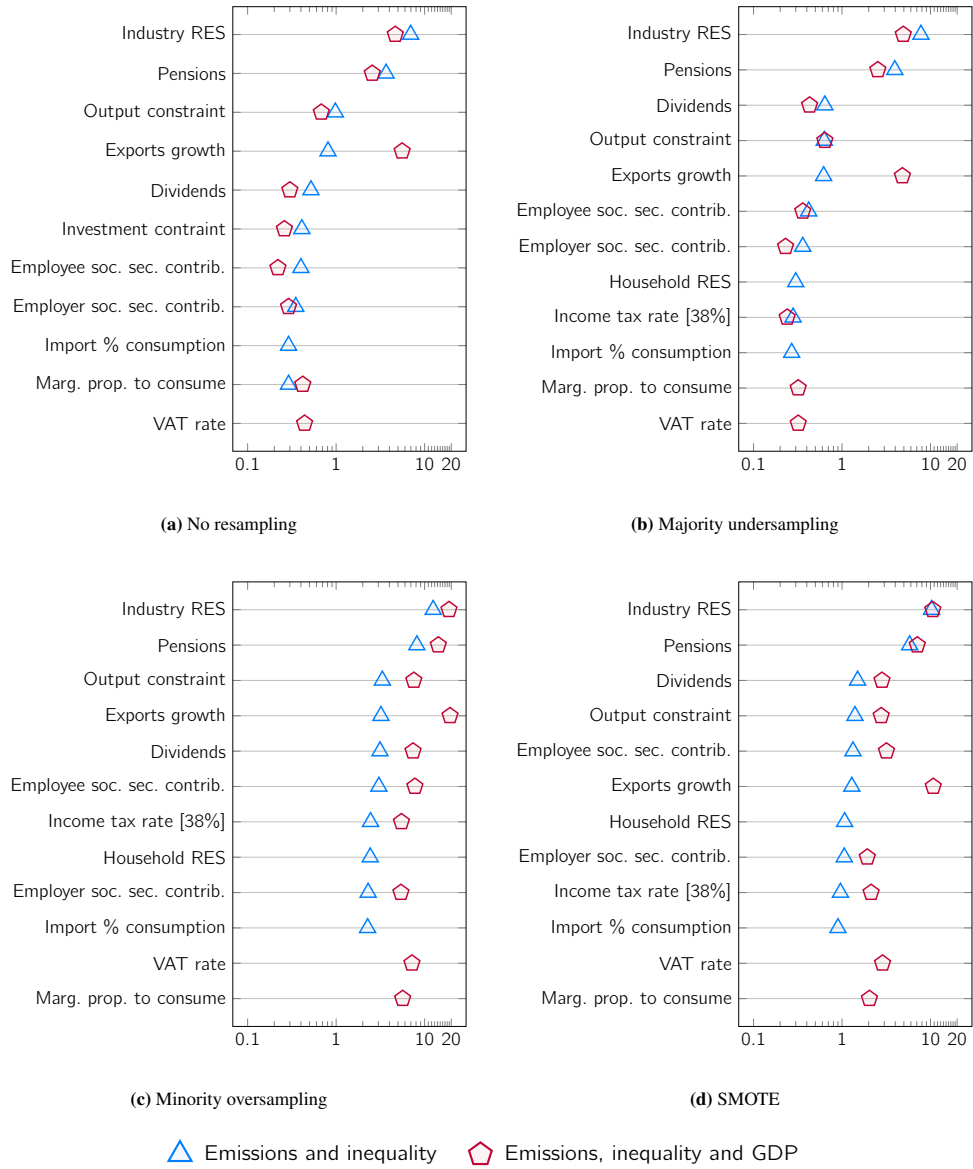 Industry RES
Pensions
Output constraint
Exports growth
Dividends
Investment contraint
Employee soc. sec. contrib.
Employer soc. sec. contrib.
Import % consumption
Marg. prop. to consume
VAT rate
0.1 1 10 20
(a) No resampling
Industry RES
Pensions
Dividends
Output constraint
Exports growth
Employee soc. sec. contrib.
Employer soc. sec. contrib.
Household RES
Income tax rate [38%]
Import % consumption
Marg. prop. to consume
VAT rate
0.1 1 10 20
(b) Majority undersampling
Industry RES
Pensions
Output constraint
Exports growth
Dividends
Employee soc. sec. contrib.
Income tax rate [38%]
Household RES
Employer soc. sec. contrib.
Import % consumption
VAT rate
Marg. prop. to consume
0.1 1 10 20
(c) Minority oversampling
Industry RES
Pensions
Dividends
Output constraint
Employee soc. sec. contrib.
Exports growth
Household RES
Employer soc. sec. contrib.
Income tax rate [38%]
Import % consumption
VAT rate
Marg. prop. to consume
0.1 1 10 20
(d) SMOTE
Emissions and inequality
Emissions, inequality and GDP